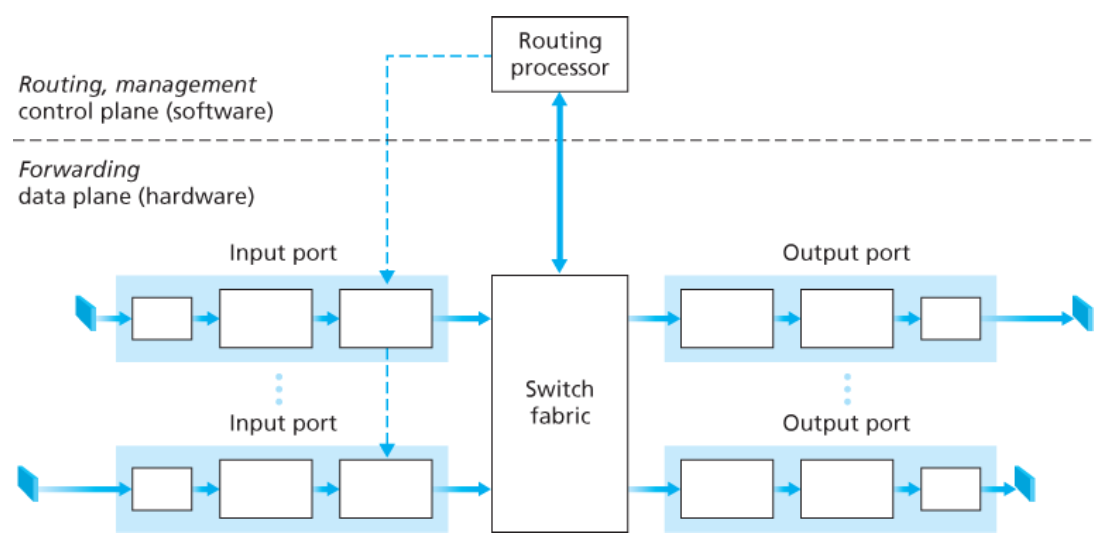 Routing
processor
Routing, management
control plane (software)
Forwarding
data plane (hardware)
Input port
Output port
Switch
fabric
Input port
Output port